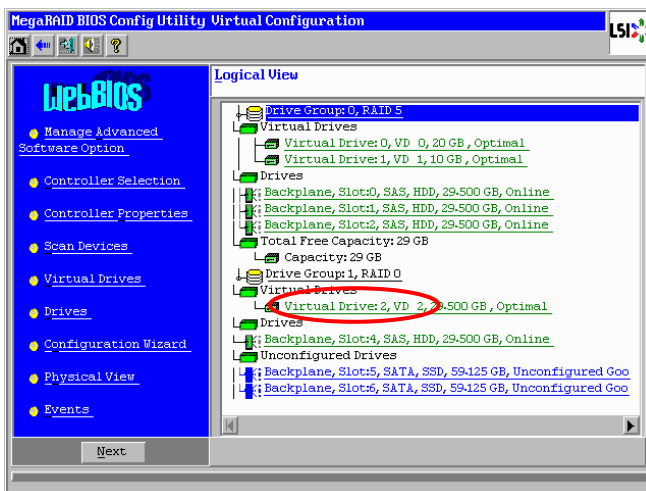 MegaRAID BIOS Config Utility Virtual Configuration
LSI
?
WebBIOS
Logical View
Manage Advanced
Software Option
Controller Selection
Controller Properties
Scan Devices
Virtual Drives
Drives
Configuration Wizard
Physical View
Events
Next
Drive Group: 0, RAID 5
Virtual Drives
Virtual Drive: 0, VD 0, 20 GB, Optimal
Virtual Drive: 1, VD 1, 10 GB, Optimal
Drives
Backplane, Slot:0, SAS, HDD, 29.500 GB, Online
Backplane, Slot:1, SAS, HDD, 29.500 GB, Online
Backplane, Slot:2, SAS, HDD, 29.500 GB, Online
Total Free Capacity: 29 GB
Capacity: 29 GB
Drive Group: 1, RAID 0
Virtual Drives
Virtual Drive: 2, VD 2, 29.500 GB, Optimal
Drives
Backplane, Slot:4, SAS, HDD, 29.500 GB, Online
Unconfigured Drives
Backplane, Slot:5, SATA, SSD, 59.125 GB, Unconfigured Goo
Backplane, Slot:6, SATA, SSD, 59.125 GB, Unconfigured Goo